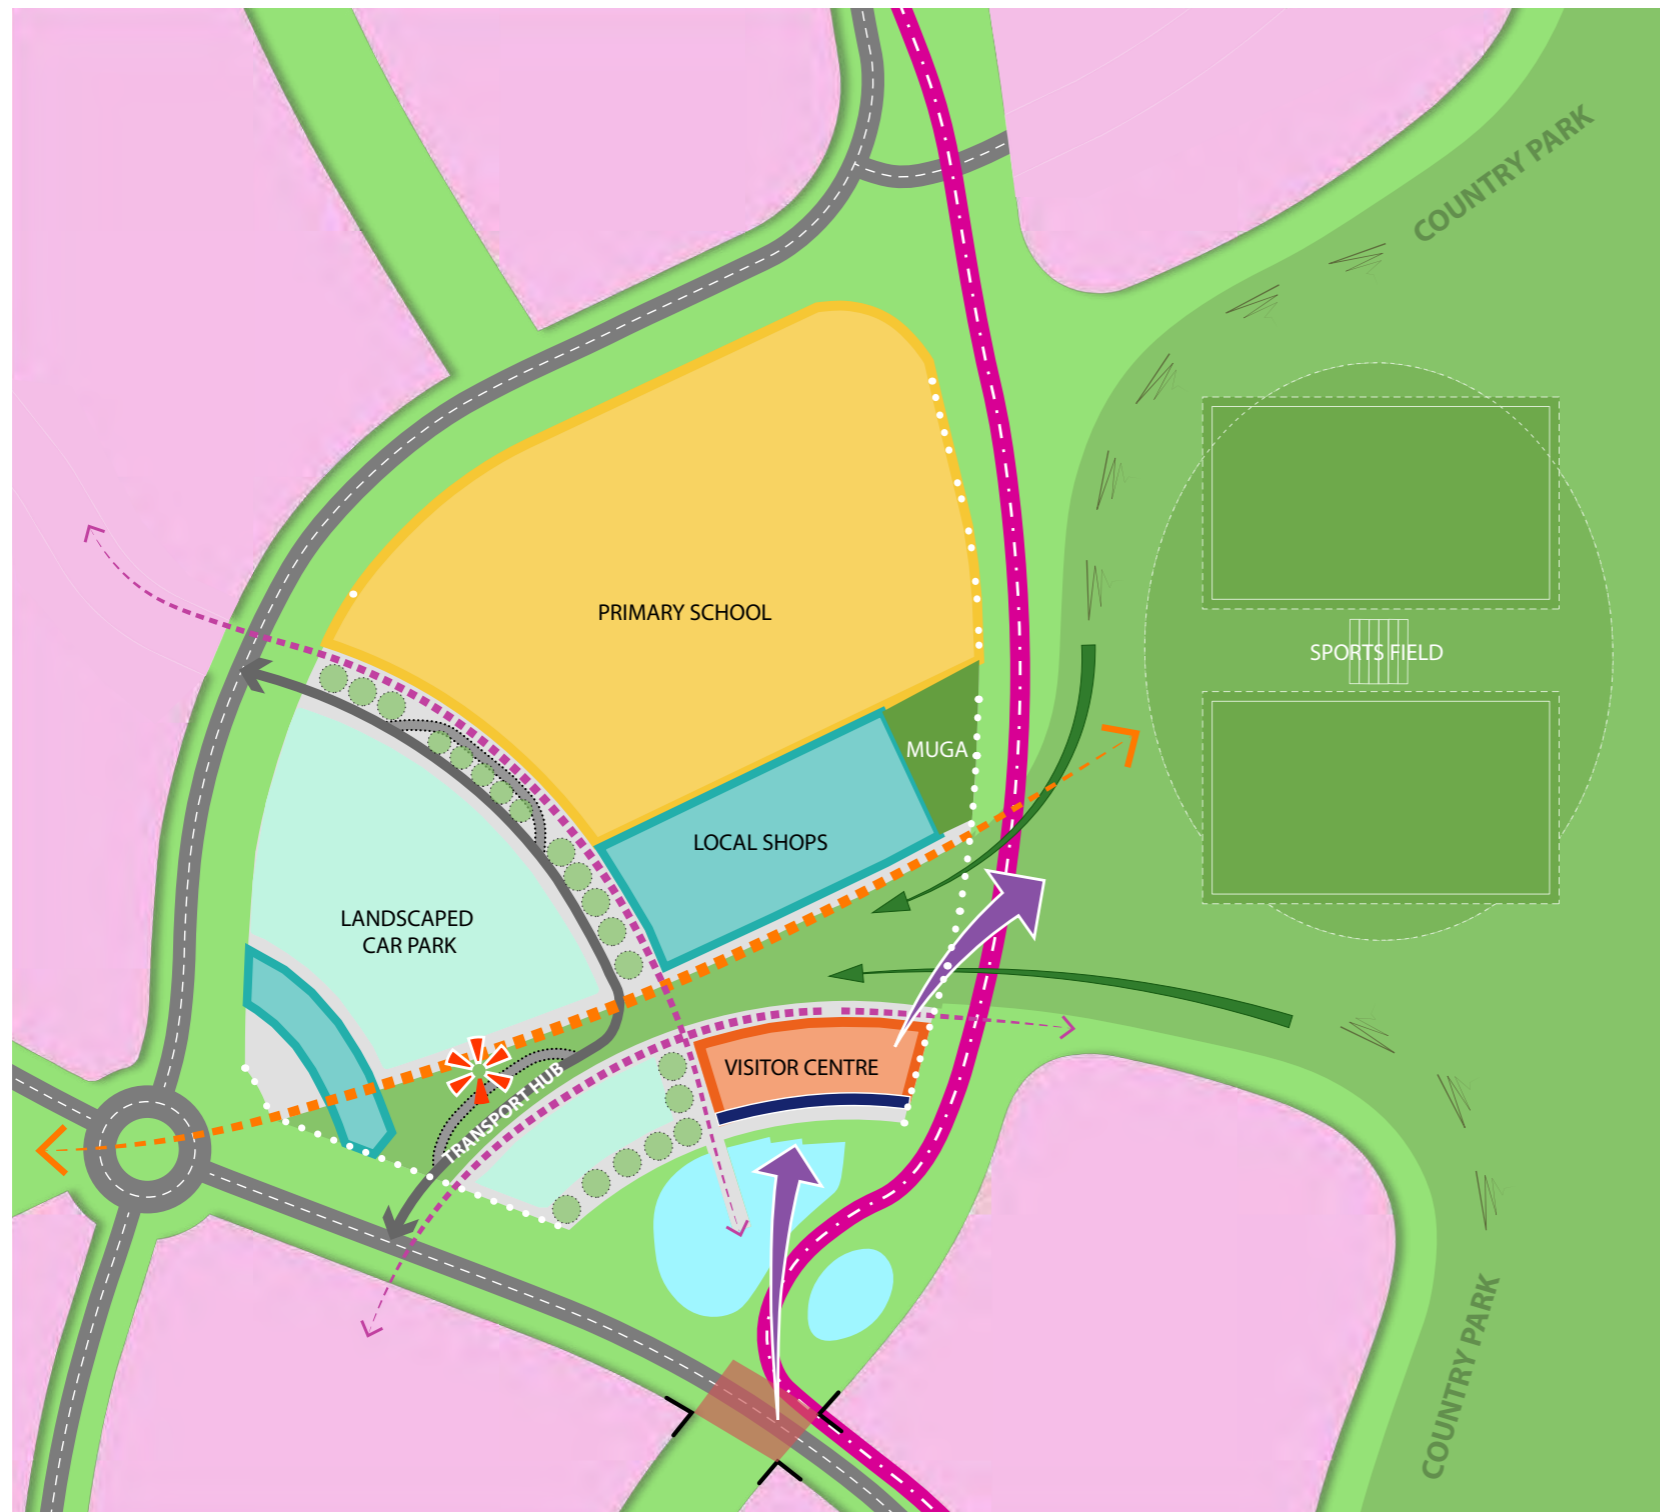 COUNTRY PARK
PRIMARY SCHOOL
SPORTS FIELD
MUGA
LOCAL SHOPS
LANDSCAPED
CAR PARK
VISITOR CENTRE
TRANSPORT HUB
COUNTRY PARK